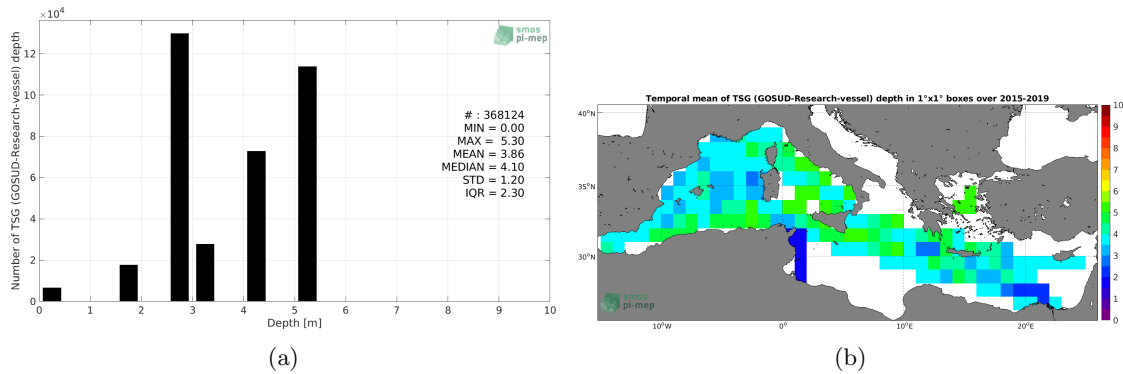 ×10⁴
12
10
8
6
4
2
0
Number of TSG (GOSUD-Research-vessel) depth
0 1 2 3 4 5 6 7 8 9 10
Depth [m]
smos
pi-mep
# : 368124
MIN = 0.00
MAX = 5.30
MEAN = 3.86
MEDIAN = 4.10
STD = 1.20
IQR = 2.30
(a)
Temporal mean of TSG (GOSUD-Research-vessel) depth in 1°x1° boxes over 2015-2019
40°N
35°N
30°N
10°W 0° 10°E 20°E
smos
pi-mep
10
9
8
7
6
5
4
3
2
1
0
(b)